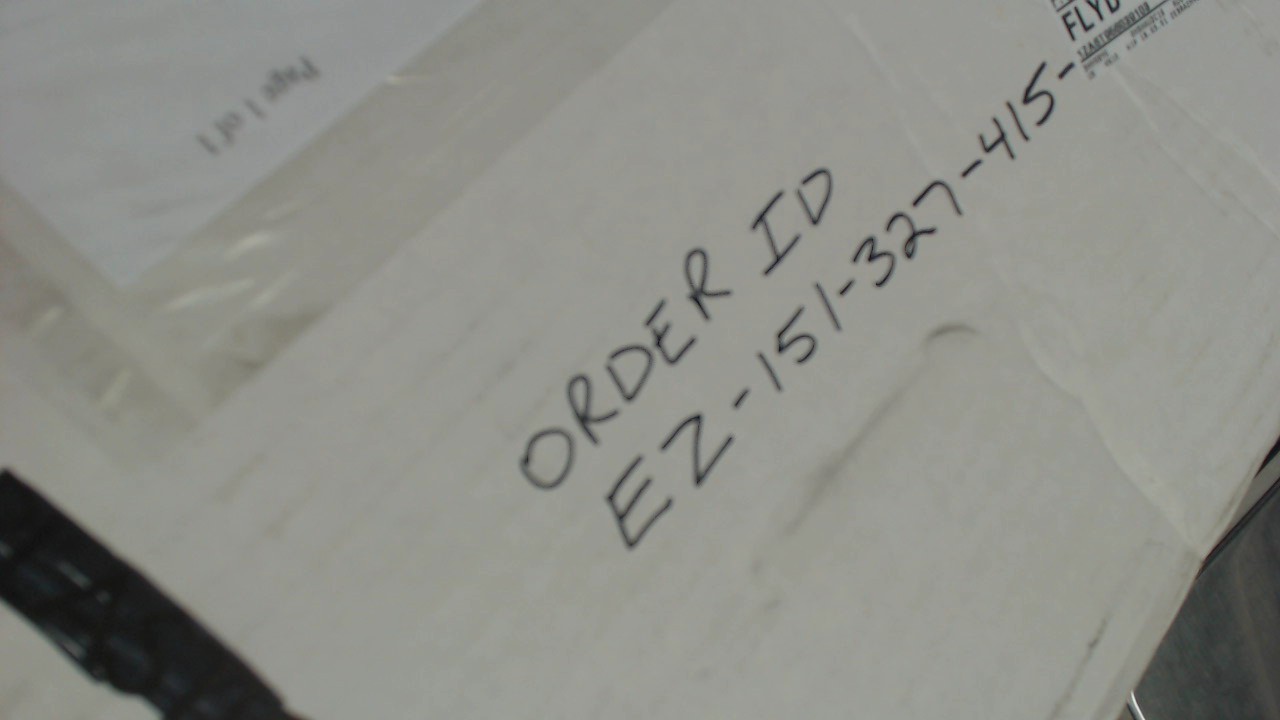 Page 1 of 1
FLYD
ORDER ID
EZ-151-327-415-